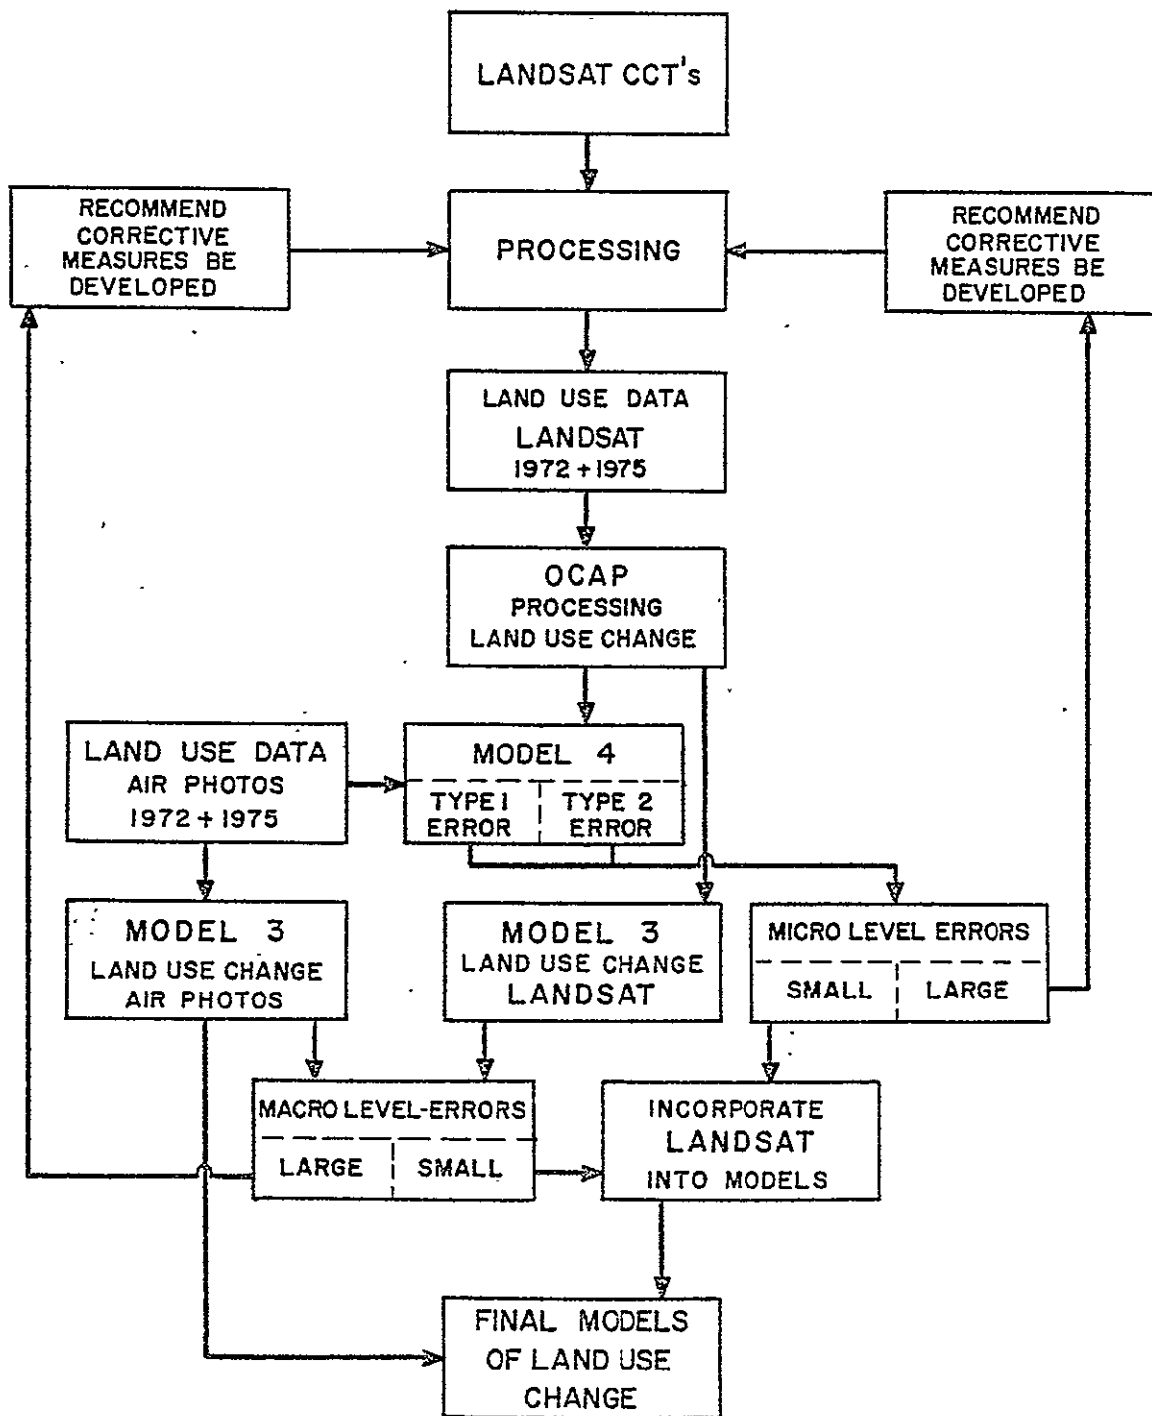 LANDSAT CCT's
RECOMMEND
CORRECTIVE
MEASURES BE
DEVELOPED
PROCESSING
RECOMMEND
CORRECTIVE
MEASURES BE
DEVELOPED
LAND USE DATA
LANDSAT
1972 + 1975
OCAP
PROCESSING
LAND USE CHANGE
LAND USE DATA
AIR PHOTOS
1972 + 1975
MODEL 4
TYPE 1
ERROR
TYPE 2
ERROR
MODEL 3
LAND USE CHANGE
AIR PHOTOS
MODEL 3
LAND USE CHANGE
LANDSAT
MICRO LEVEL ERRORS
SMALL
LARGE
MACRO LEVEL-ERRORS
LARGE
SMALL
INCORPORATE
LANDSAT
INTO MODELS
FINAL MODELS
OF LAND USE
CHANGE